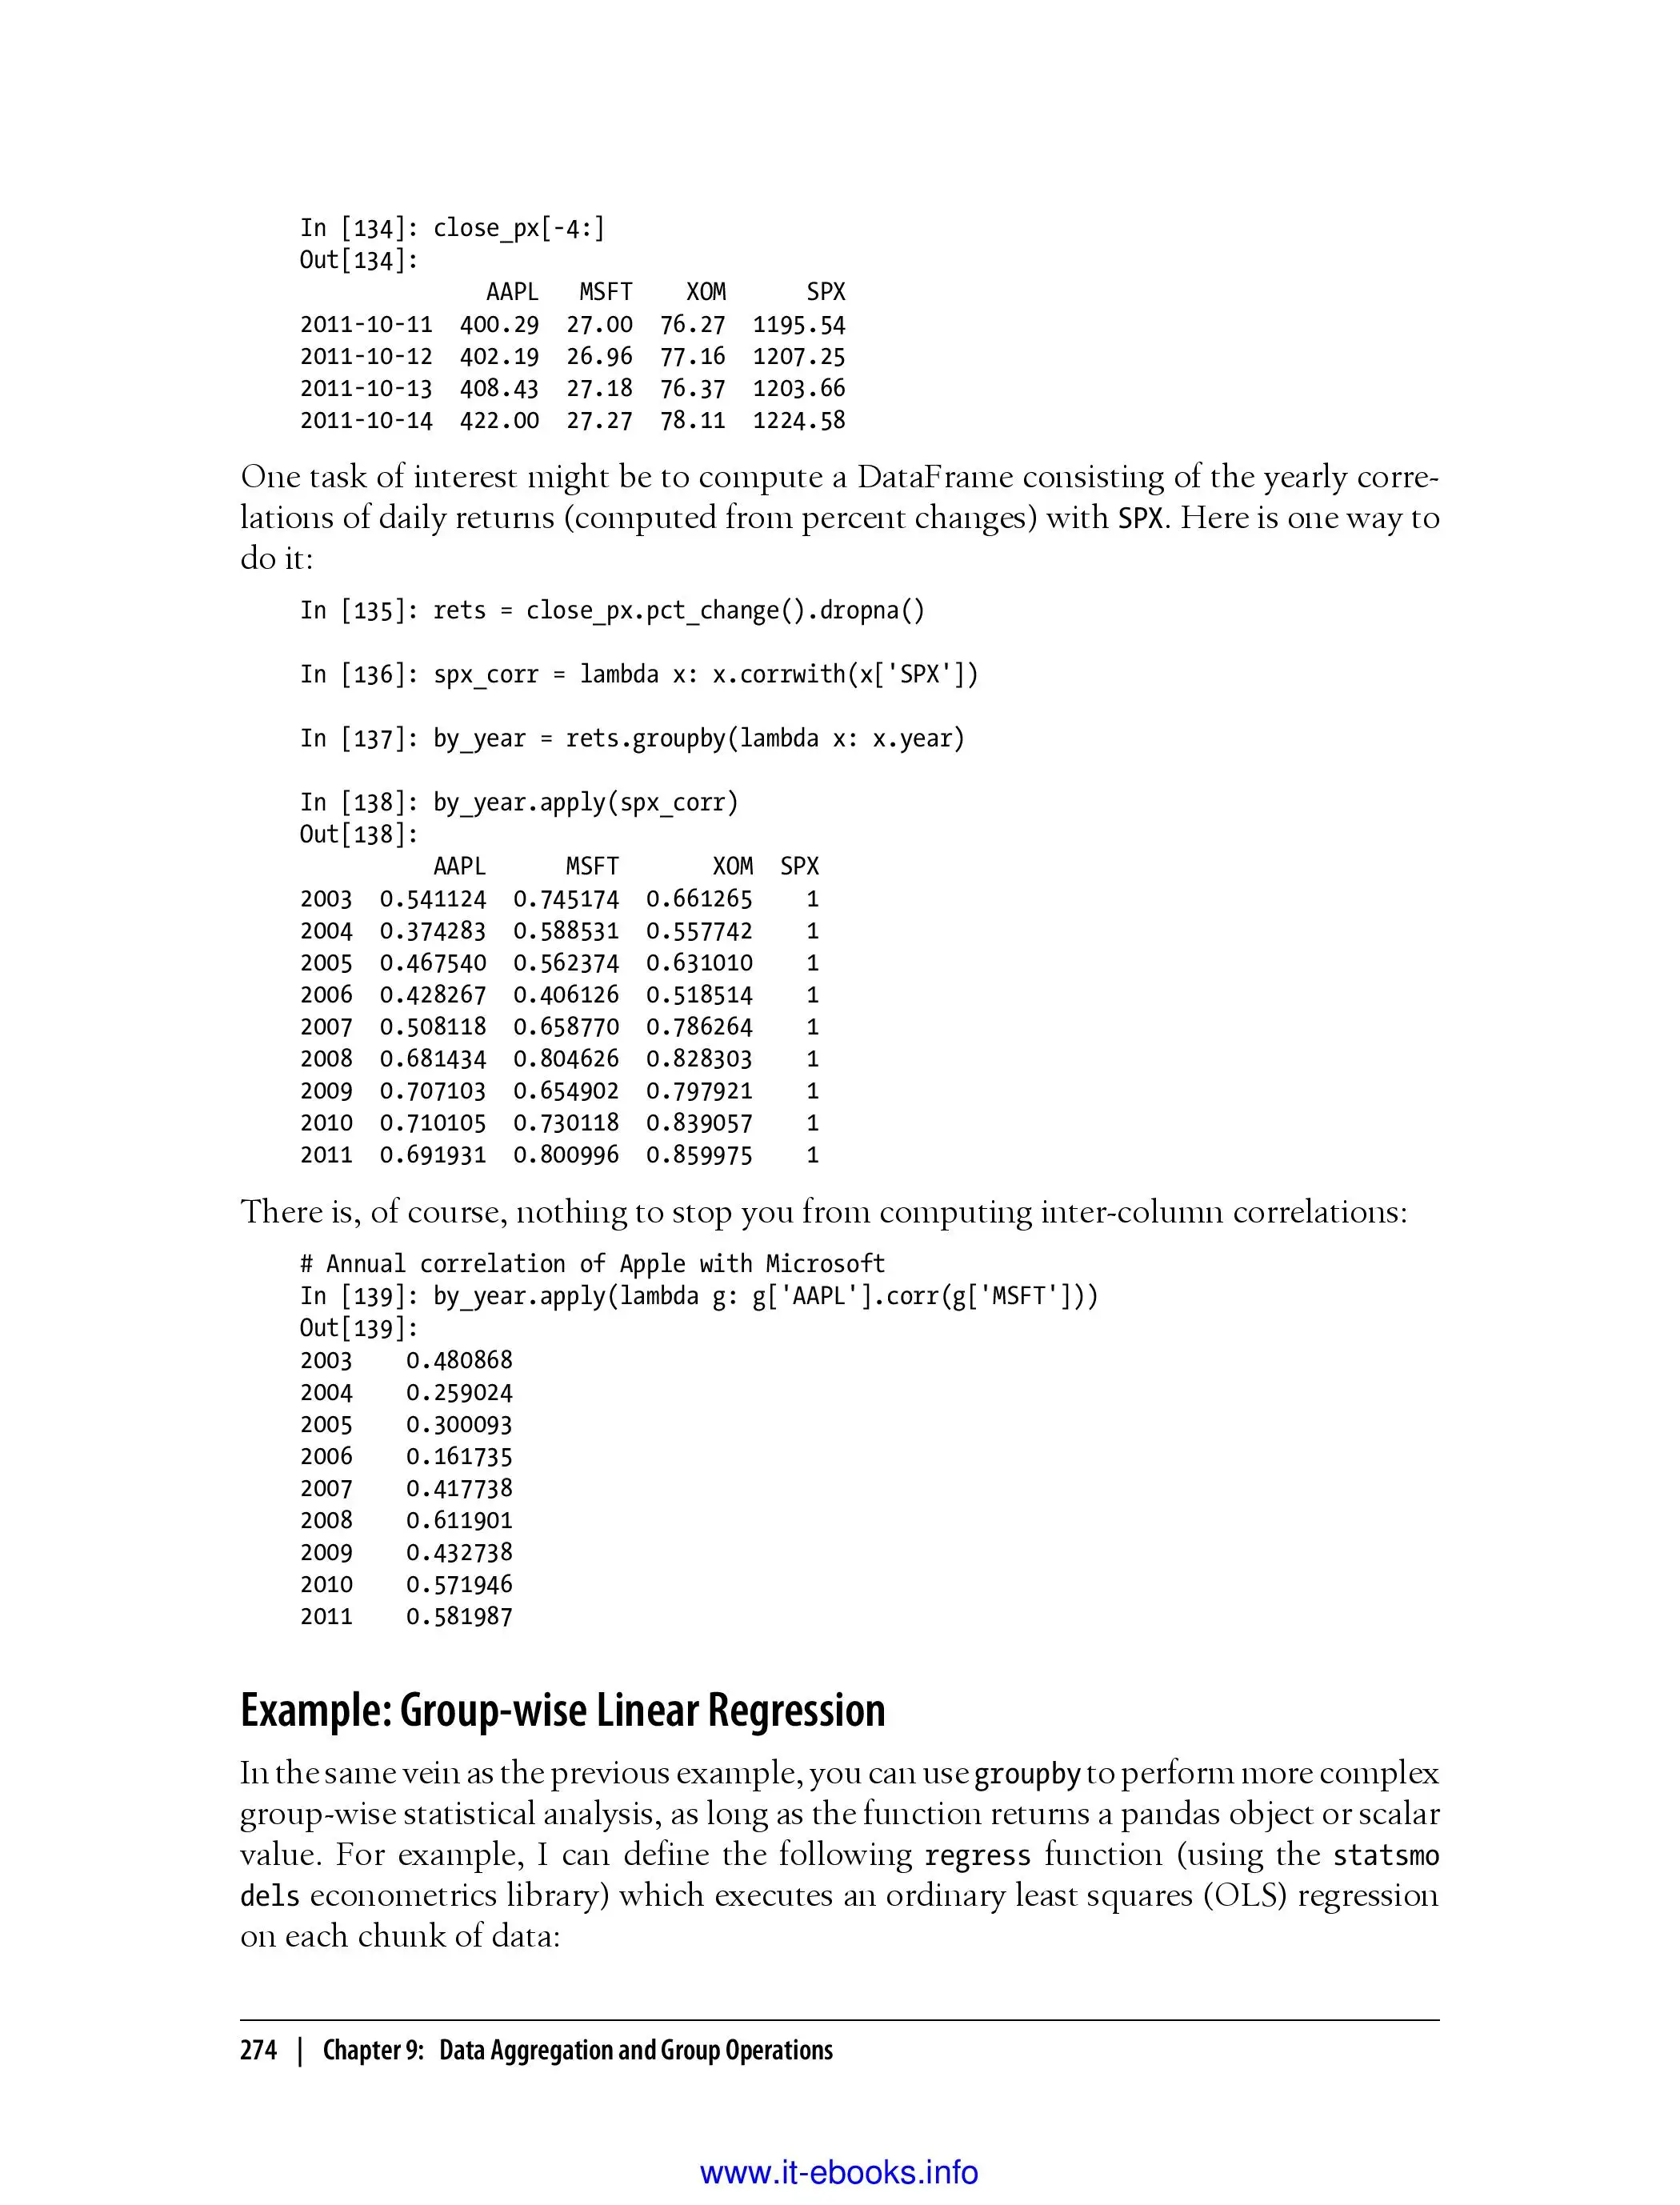 In [134]: close_px[-4:]
Out[134]:
              AAPL   MSFT    XOM      SPX
2011-10-11  400.29  27.00  76.27  1195.54
2011-10-12  402.19  26.96  77.16  1207.25
2011-10-13  408.43  27.18  76.37  1203.66
2011-10-14  422.00  27.27  78.11  1224.58
One task of interest might be to compute a DataFrame consisting of the yearly corre-
lations of daily returns (computed from percent changes) with SPX. Here is one way to
do it:
In [135]: rets = close_px.pct_change().dropna()
In [136]: spx_corr = lambda x: x.corrwith(x['SPX'])
In [137]: by_year = rets.groupby(lambda x: x.year)
In [138]: by_year.apply(spx_corr)
Out[138]:
          AAPL      MSFT       XOM  SPX
2003  0.541124  0.745174  0.661265    1
2004  0.374283  0.588531  0.557742    1
2005  0.467540  0.562374  0.631010    1
2006  0.428267  0.406126  0.518514    1
2007  0.508118  0.658770  0.786264    1
2008  0.681434  0.804626  0.828303    1
2009  0.707103  0.654902  0.797921    1
2010  0.710105  0.730118  0.839057    1
2011  0.691931  0.800996  0.859975    1
There is, of course, nothing to stop you from computing inter-column correlations:
# Annual correlation of Apple with Microsoft
In [139]: by_year.apply(lambda g: g['AAPL'].corr(g['MSFT']))
Out[139]:
2003    0.480868
2004    0.259024
2005    0.300093
2006    0.161735
2007    0.417738
2008    0.611901
2009    0.432738
2010    0.571946
2011    0.581987
Example: Group-wise Linear Regression
In the same vein as the previous example, you can use groupby to perform more complex
group-wise statistical analysis, as long as the function returns a pandas object or scalar
value. For example, I can define the following regress function (using the statsmo
dels econometrics library) which executes an ordinary least squares (OLS) regression
on each chunk of data:
274 | Chapter 9: Data Aggregation and Group Operations
www.it-ebooks.info